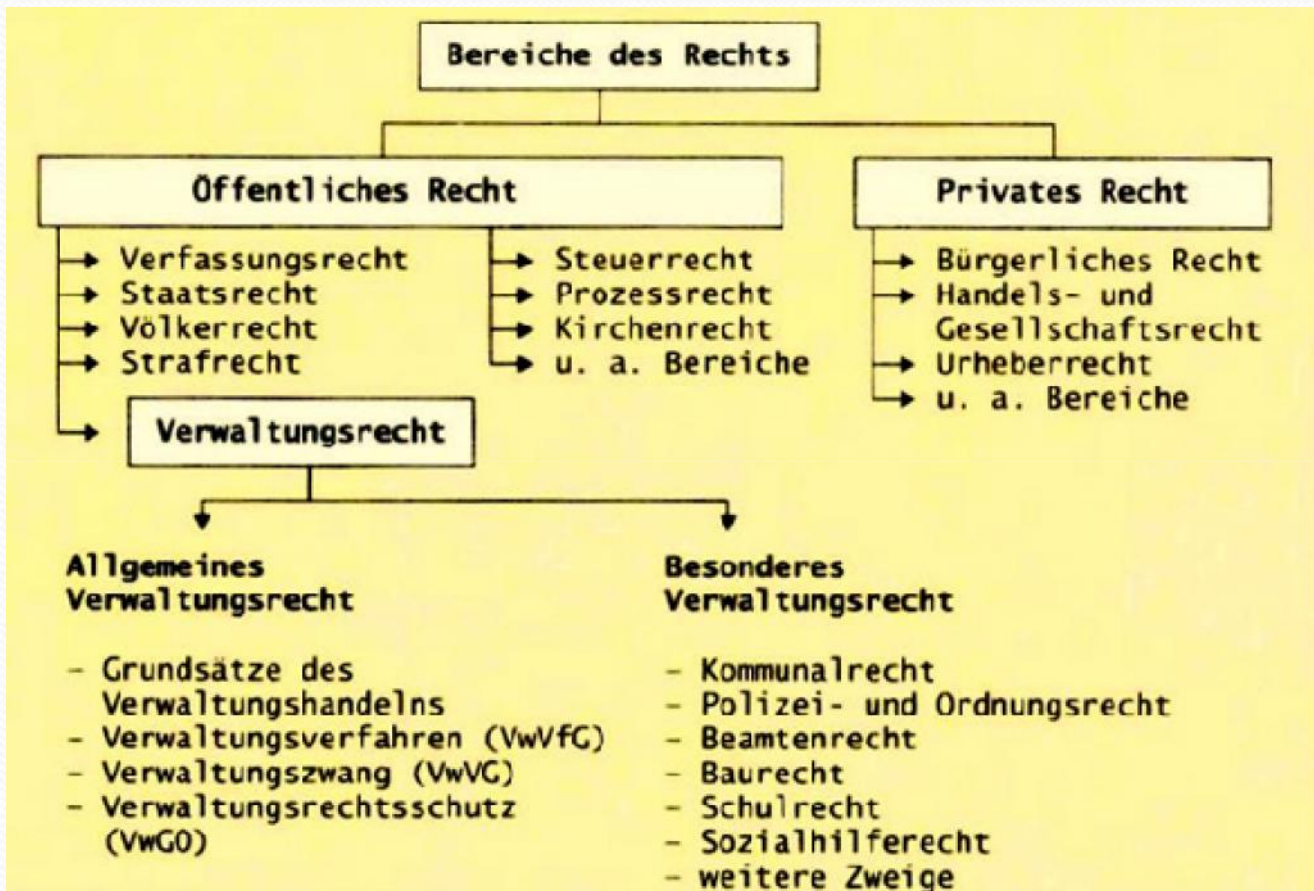 Bereiche des Rechts
Öffentliches Recht
Verfassungsrecht
Staatsrecht
Völkerrecht
Strafrecht
Steuerrecht
Prozessrecht
Kirchenrecht
u. a. Bereiche
Privates Recht
Bürgerliches Recht
Handels- und
Gesellschaftsrecht
Urheberrecht
u. a. Bereiche
Verwaltungsrecht
Allgemeines
Verwaltungsrecht
- Grundsätze des
Verwaltungshandelns
- Verwaltungsverfahren (VwVfG)
- Verwaltungszwang (VwVG)
- Verwaltungsrechtsschutz
(VwGO)
Besonderes
Verwaltungsrecht
- Kommunalrecht
- Polizei- und Ordnungsrecht
- Beamtenrecht
- Baurecht
- Schulrecht
- Sozialhilferecht
- weitere Zweige